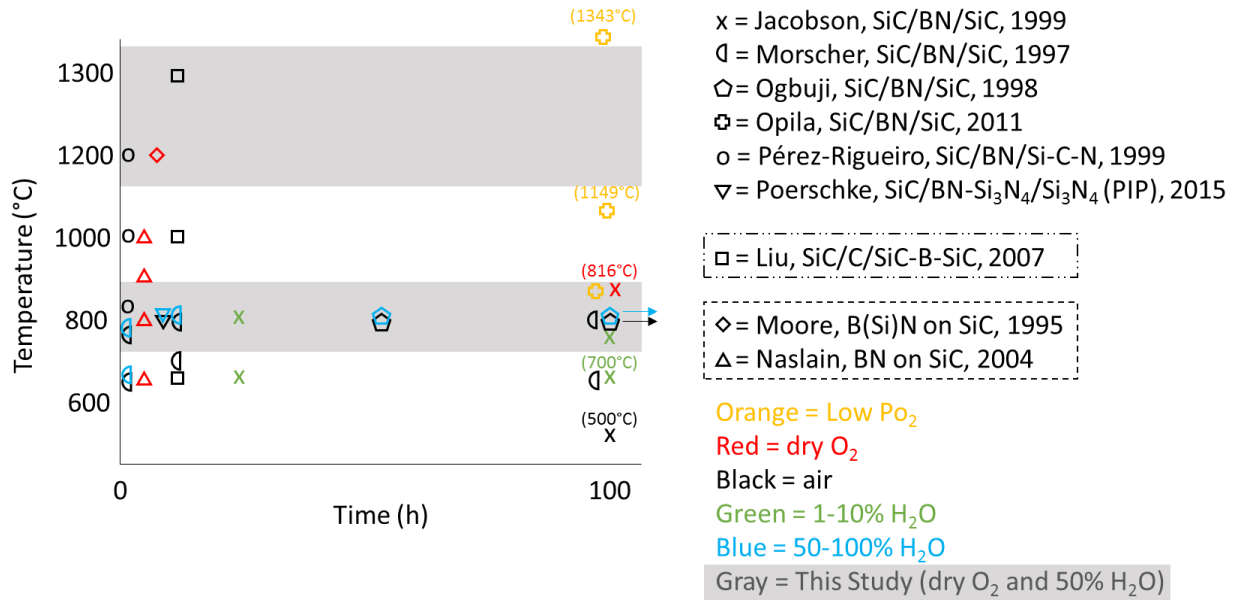 (1343°C)
1300
1200
(1149°C)
1000
(816°C)
800
(700°C)
600
(500°C)
0
100
Temperature (°C)
Time (h)
x = Jacobson, SiC/BN/SiC, 1999
= Morscher, SiC/BN/SiC, 1997
= Ogbuji, SiC/BN/SiC, 1998
= Opila, SiC/BN/SiC, 2011
o = Pérez-Rigueiro, SiC/BN/Si-C-N, 1999
= Poerschke, SiC/BN-Si₃N₄/Si₃N₄ (PIP), 2015
= Liu, SiC/C/SiC-B-SiC, 2007
= Moore, B(Si)N on SiC, 1995
= Naslain, BN on SiC, 2004
Orange = Low Po₂
Red = dry O₂
Black = air
Green = 1-10% H₂O
Blue = 50-100% H₂O
Gray = This Study (dry O₂ and 50% H₂O)